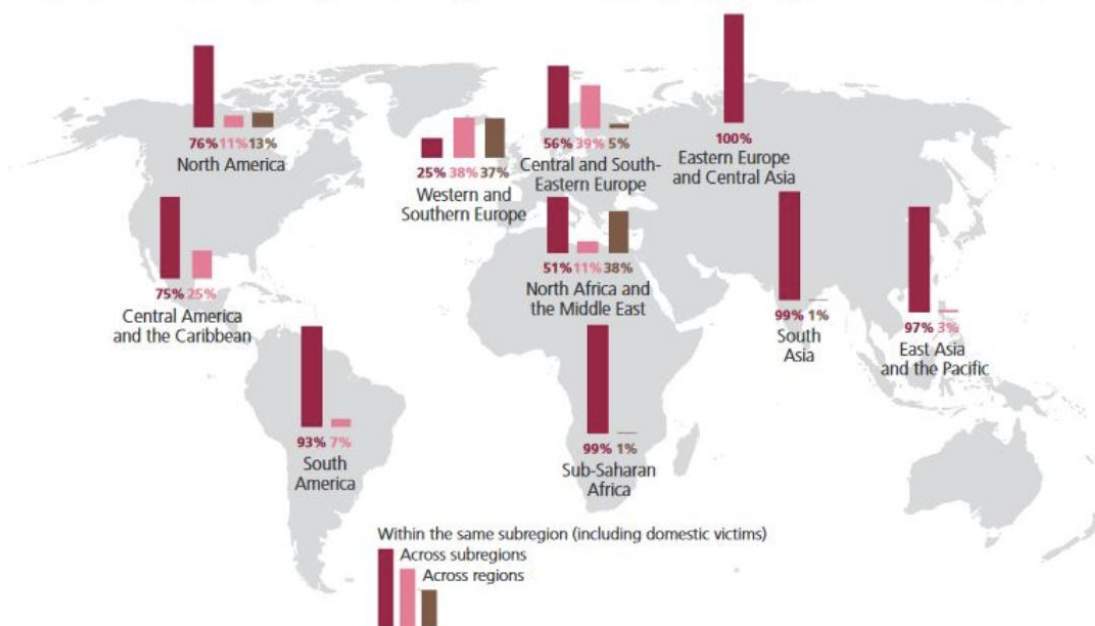 76% 11% 13%
North America
25% 38% 37%
Western and
Southern Europe
56% 39% 5%
Central and South-
Eastern Europe
100%
Eastern Europe
and Central Asia
75% 25%
Central America
and the Caribbean
51% 11% 38%
North Africa and
the Middle East
99% 1%
South
Asia
97% 3%
East Asia
and the Pacific
93% 7%
South
America
99% 1%
Sub-Saharan
Africa
Within the same subregion (including domestic victims)
Across subregions
Across regions